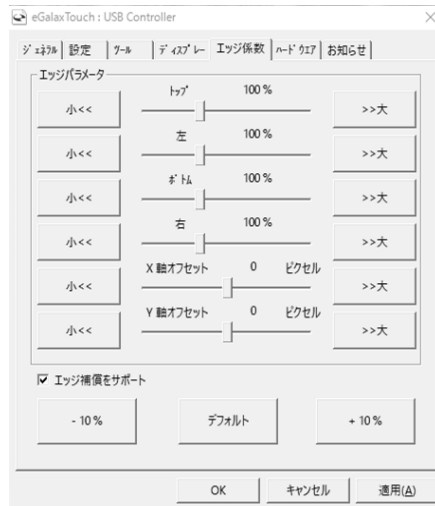 eGalaxTouch : USB Controller
ｼﾞｪﾈﾗﾙ 設定 ﾂｰﾙ ﾃﾞｨｽﾌﾟﾚｰ エッジ係数 ﾊｰﾄﾞｳｴｱ お知らせ
エッジパラメータ
ﾄｯﾌﾟ 100 %
小<< >>大
左 100 %
小<< >>大
ﾎﾞﾄﾑ 100 %
小<< >>大
右 100 %
小<< >>大
X 軸オフセット 0 ピクセル
小<< >>大
Y 軸オフセット 0 ピクセル
小<< >>大
エッジ補償をサポート
- 10 % デフォルト + 10 %
OK キャンセル 適用(A)